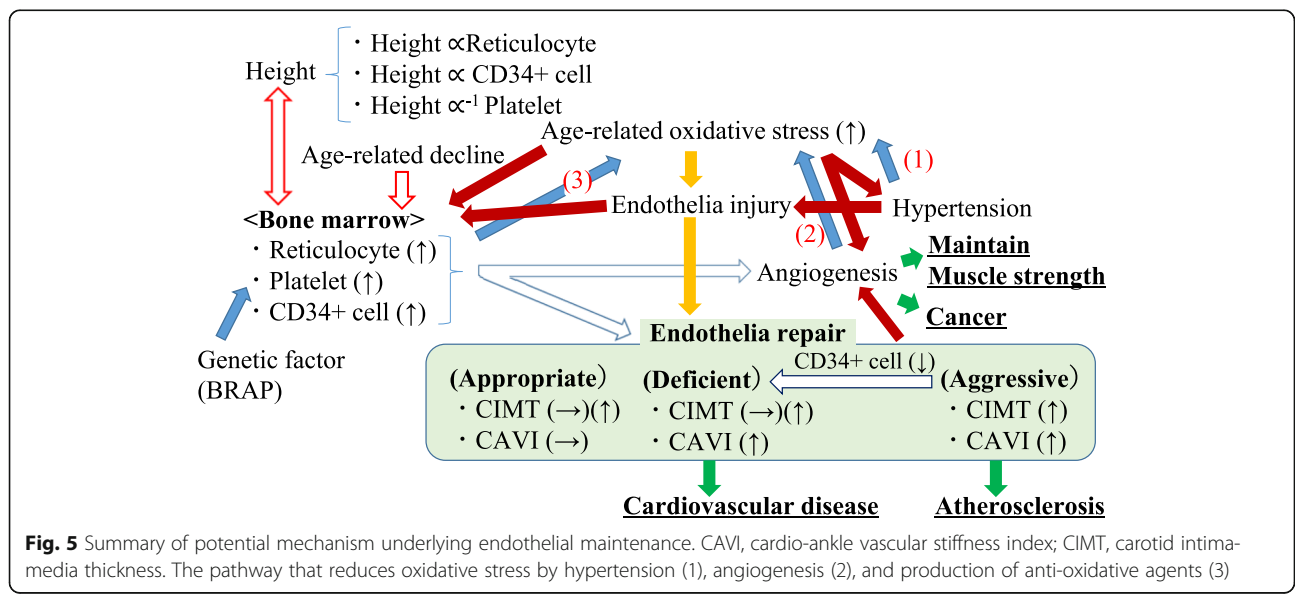 Height
・Height ∝Reticulocyte
・Height ∝ CD34+ cell
・Height ∝-1 Platelet
Age-related oxidative stress (↑)
(1)
Age-related decline
(3)
Endothelia injury
Hypertension
<Bone marrow>
(2)
・Reticulocyte (↑)
・Platelet (↑)
・CD34+ cell (↑)
Angiogenesis
Maintain
Muscle strength
Cancer
Genetic factor
(BRAP)
Endothelia repair
CD34+ cell (↓)
(Appropriate)
・CIMT (→)(↑)
・CAVI (→)
(Deficient)
・CIMT (→)(↑)
・CAVI (↑)
(Aggressive)
・CIMT (↑)
・CAVI (↑)
Cardiovascular disease
Atherosclerosis
Fig. 5 Summary of potential mechanism underlying endothelial maintenance. CAVI, cardio-ankle vascular stiffness index; CIMT, carotid intima-
media thickness. The pathway that reduces oxidative stress by hypertension (1), angiogenesis (2), and production of anti-oxidative agents (3)